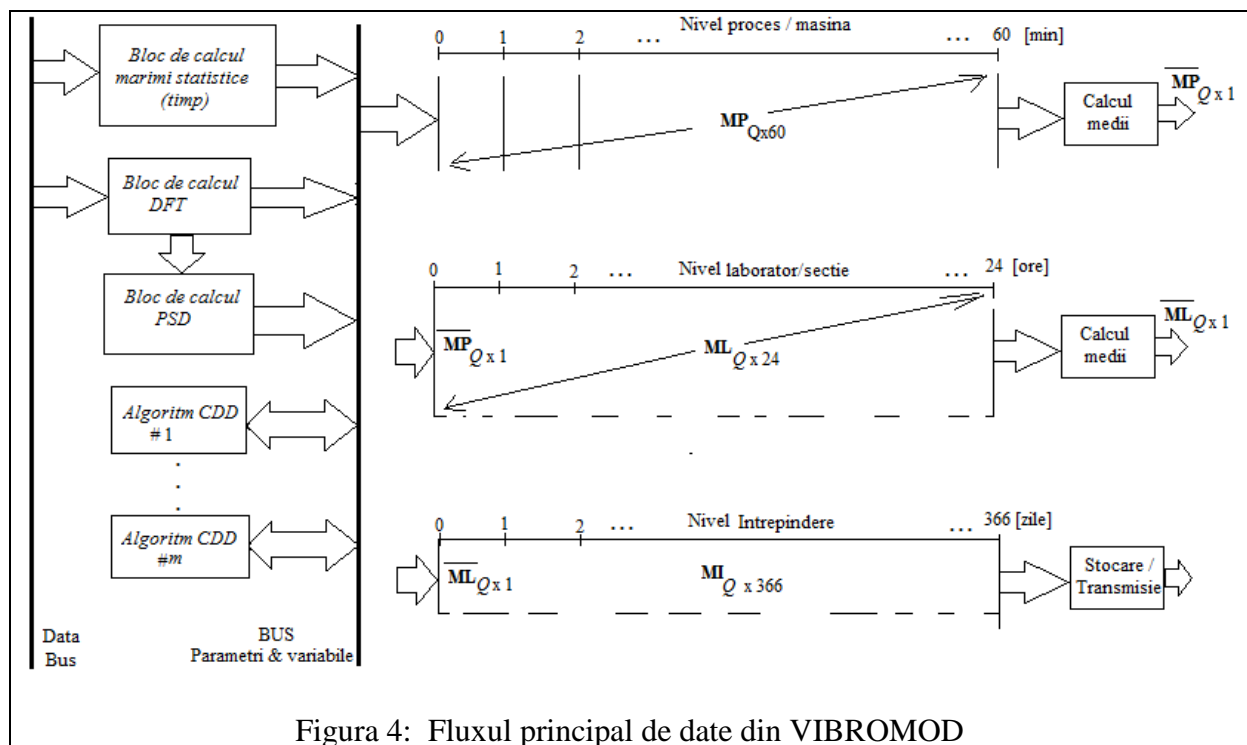 Bloc de calcul
marimi statistice
(timp)
Bloc de calcul
DFT
Bloc de calcul
PSD
Algoritm CDD
# 1
.
.
.
Algoritm CDD
#m
Data
Bus
BUS
Parametri & variabile
Nivel proces / masina
0 1 2 ... ... 60 [min]
MP Qx60
Calcul
medii
MP Q x 1
Nivel laborator/sectie
0 1 2 ... ... 24 [ore]
MP Q x 1
ML Q x 24
Calcul
medii
ML Q x 1
0 1 2 ... Nivel Intrepindere ... 366 [zile]
ML Q x 1
MI Q x 366
Stocare /
Transmisie
Figura 4: Fluxul principal de date din VIBROMOD